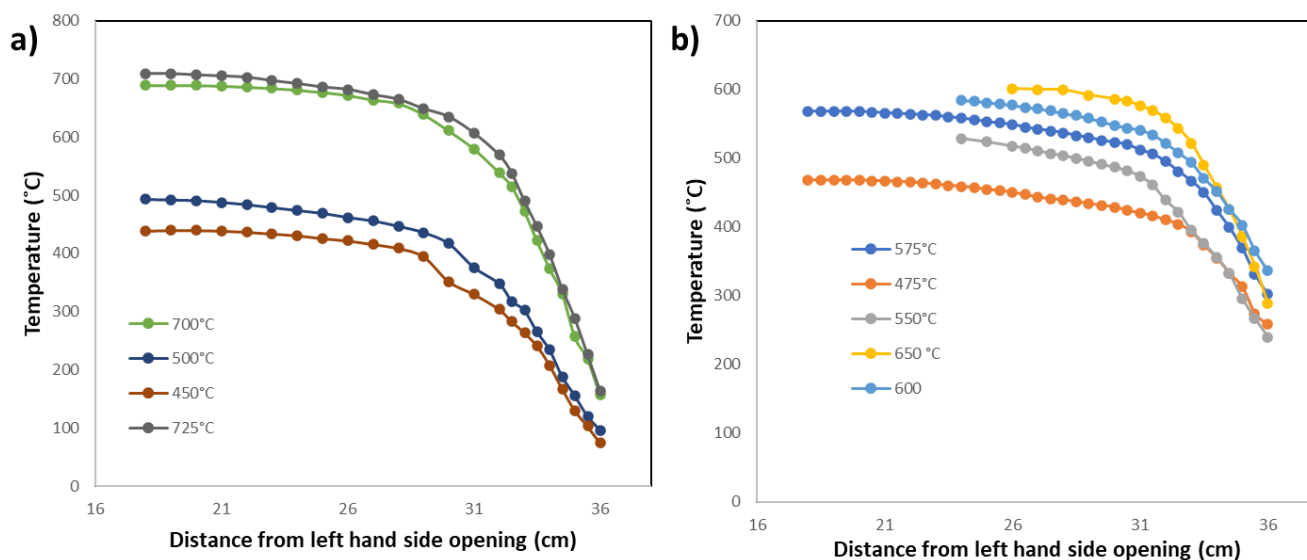 a)
Temperature (˚C)
800
700
600
500
400
300
200
100
0
700°C
500°C
450°C
725°C
16
21
26
31
36
Distance from left hand side opening (cm)
b)
Temperature (˚C)
700
600
500
400
300
200
100
0
575°C
475°C
550°C
650 °C
600
16
21
26
31
36
Distance from left hand side opening (cm)